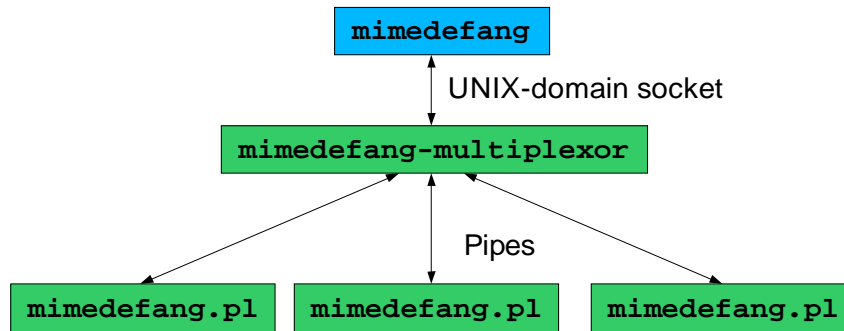 mimedefang
UNIX-domain socket
mimedefang-multiplexor
Pipes
mimedefang.pl mimedefang.pl mimedefang.pl